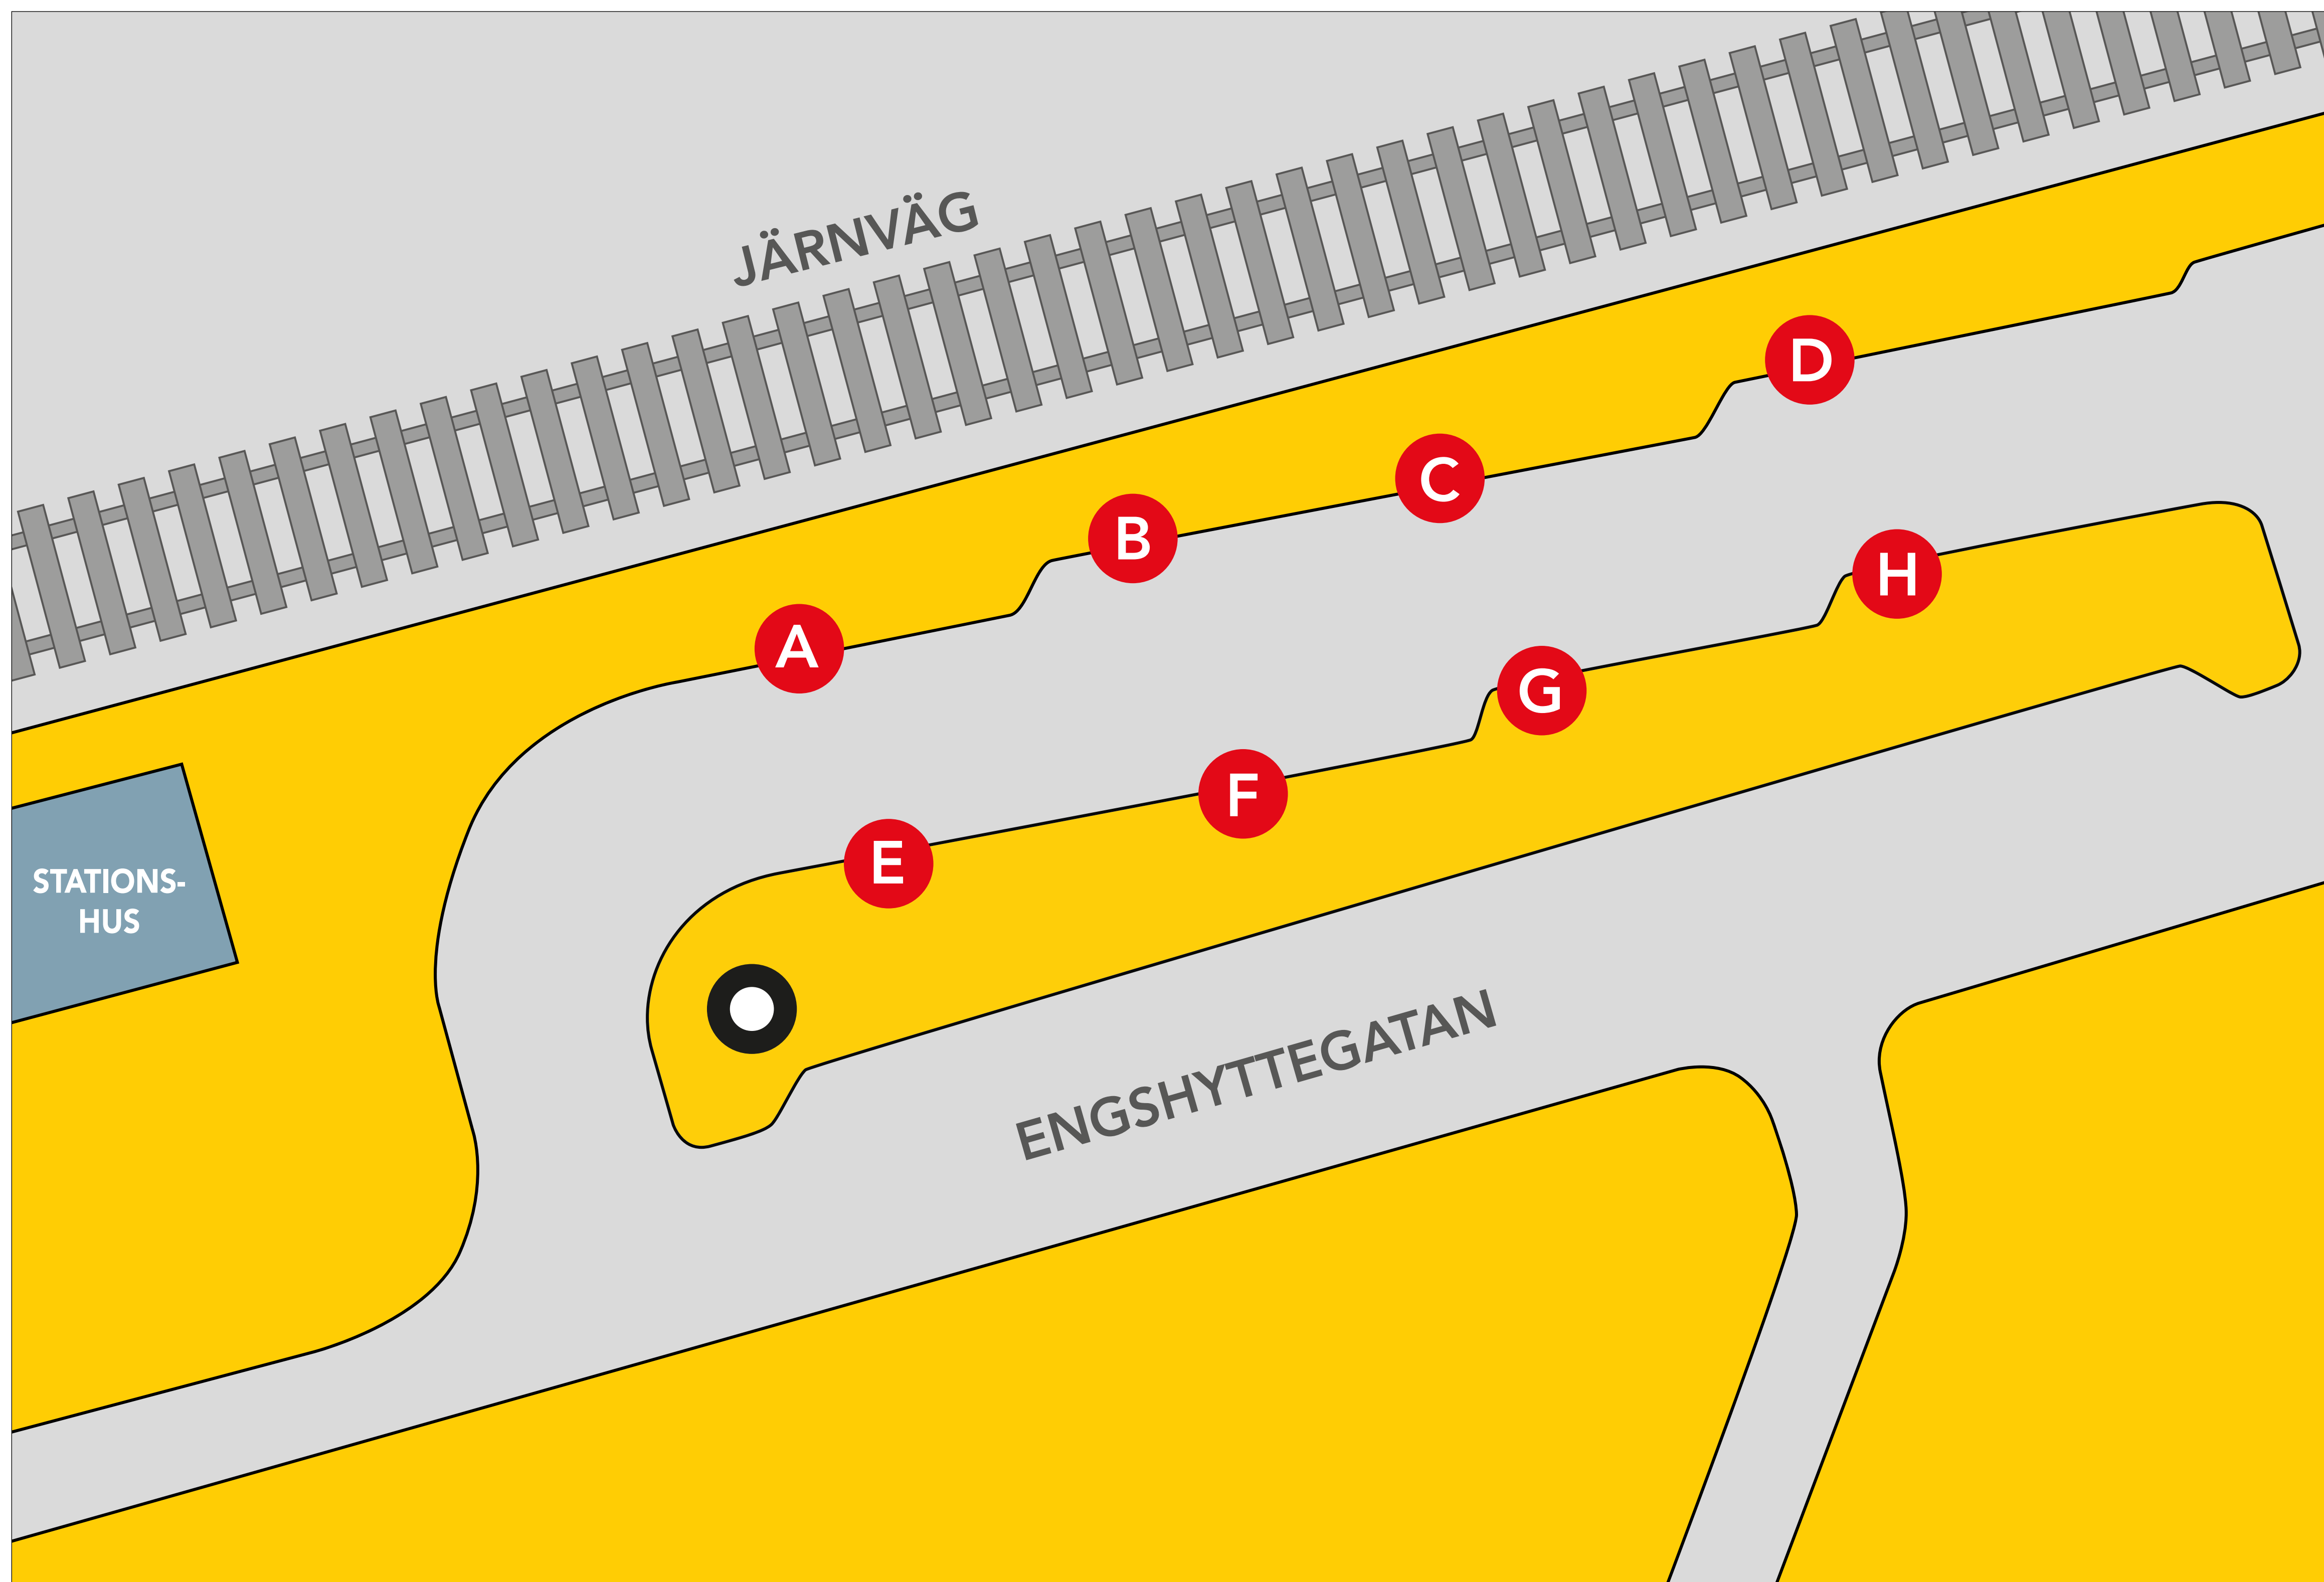 JÄRNVÄG
D
C
B
H
A
G
F
E
STATIONS-
HUS
ENGSHYTTEGATAN